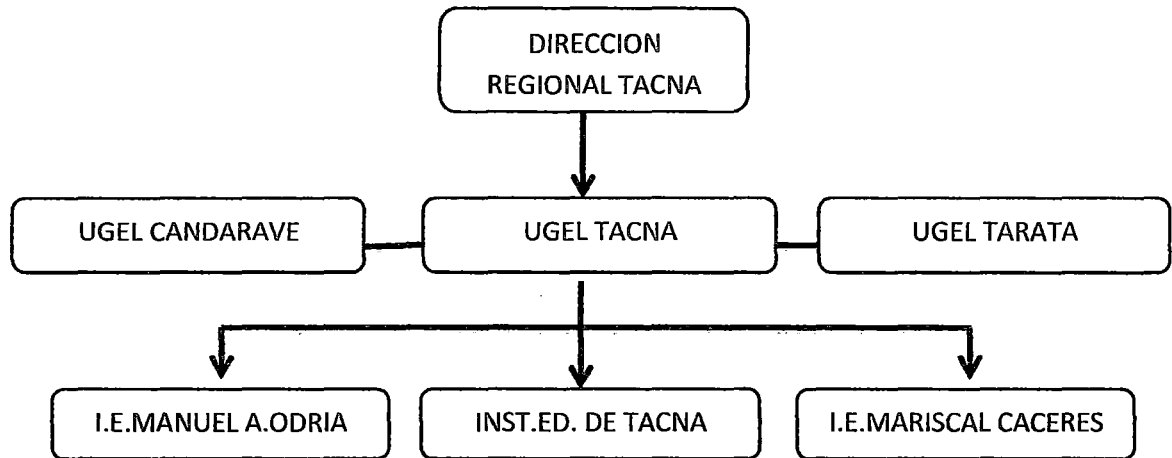 DIRECCION
REGIONAL TACNA
UGEL CANDARAVE
UGEL TACNA
UGEL TARATA
I.E.MANUEL A.ODRIA
INST.ED. DE TACNA
I.E.MARISCAL CACERES